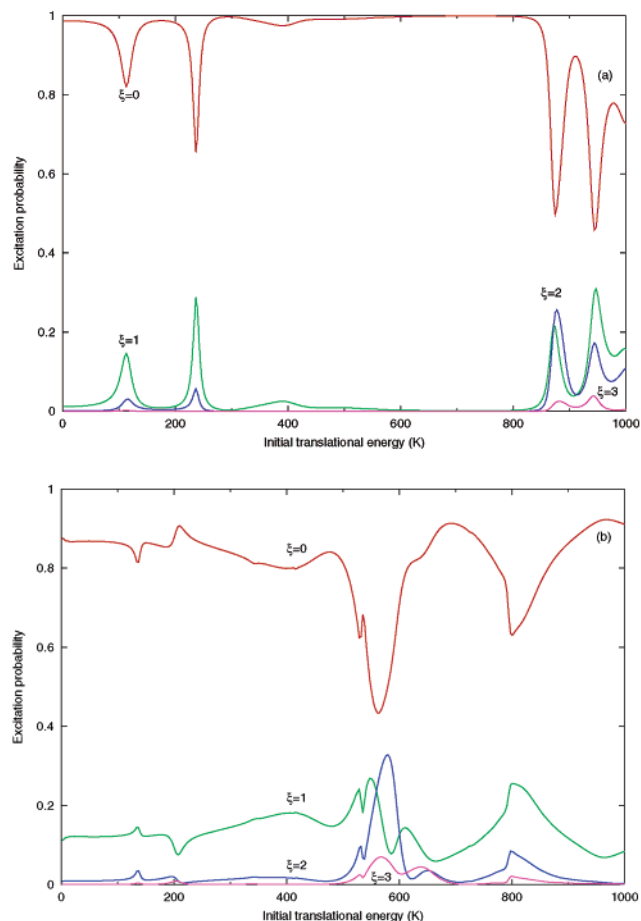 1
(a)
0.8
ξ=0
0.6
Excitation probability
0.4
ξ=2
0.2
ξ=1
ξ=3
0
0 200 400 600 800 1000
Initial translational energy (K)
1
(b)
ξ=0
0.8
0.6
Excitation probability
0.4
0.2
ξ=1
ξ=2
ξ=3
0
0 200 400 600 800 1000
Initial translational energy (K)